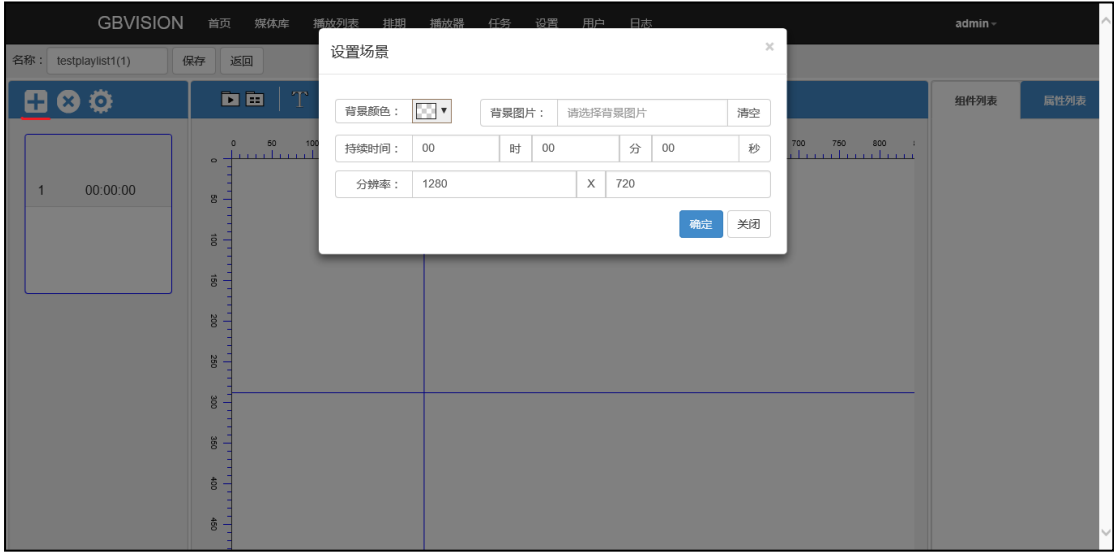 GBVISION 首页 媒体库 播放列表 排期 播放器 任务 设置 用户 日志 admin
名称： testplaylist1(1) 保存 返回
设置场景 ×
T
组件列表 属性列表
背景颜色： 背景图片： 请选择背景图片 清空
持续时间： 00 时 00 分 00 秒
分辨率： 1280 X 720
确定 关闭
1 00:00:00
0 50 100 700 750 800
0
50
100
150
200
250
300
350
400
450